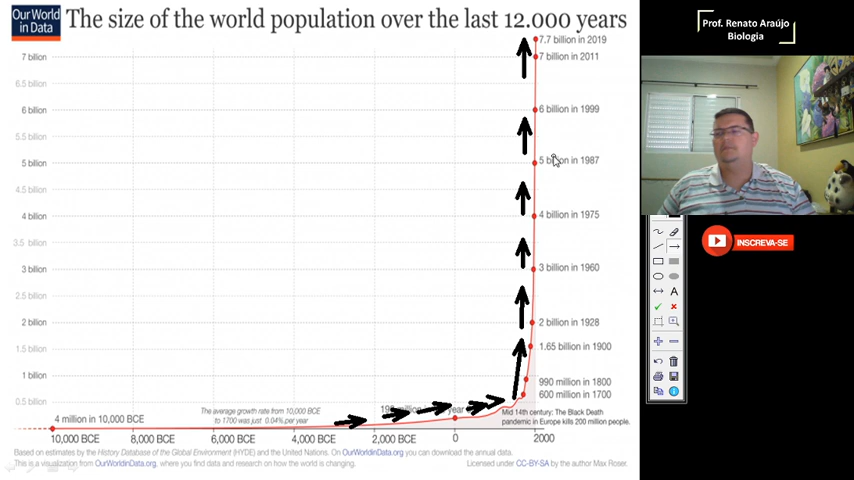 Our World
in Data
The size of the world population over the last 12.000 years
7.7 billion in 2019
7 billion
7 billion in 2011
6.5 billion
6 billion
6 billion in 1999
5.5 billion
5 billion
5 billion in 1987
4.5 billion
4 billion
4 billion in 1975
3.5 billion
3 billion
3 billion in 1960
2.5 billion
2 billion
2 billion in 1928
1.5 billion
1.65 billion in 1900
1 billion
990 million in 1800
0.5 billion
600 million in 1700
4 million in 10,000 BCE
The average growth rate from 10,000 BCE
to 1700 was just 0.04% per year
Mid 14th century: The Black Death
pandemic in Europe kills 200 million people.
10,000 BCE
8,000 BCE
6,000 BCE
4,000 BCE
2,000 BCE
0
2000
Based on estimates by the History Database of the Global Environment (HYDE) and the United Nations. On OurWorldinData.org you can download the annual data.
This is a visualization from OurWorldinData.org, where you find data and research on how the world is changing.
Licensed under CC-BY-SA by the author Max Roser.
Prof. Renato Araújo
Biologia
INSCREVA-SE
A